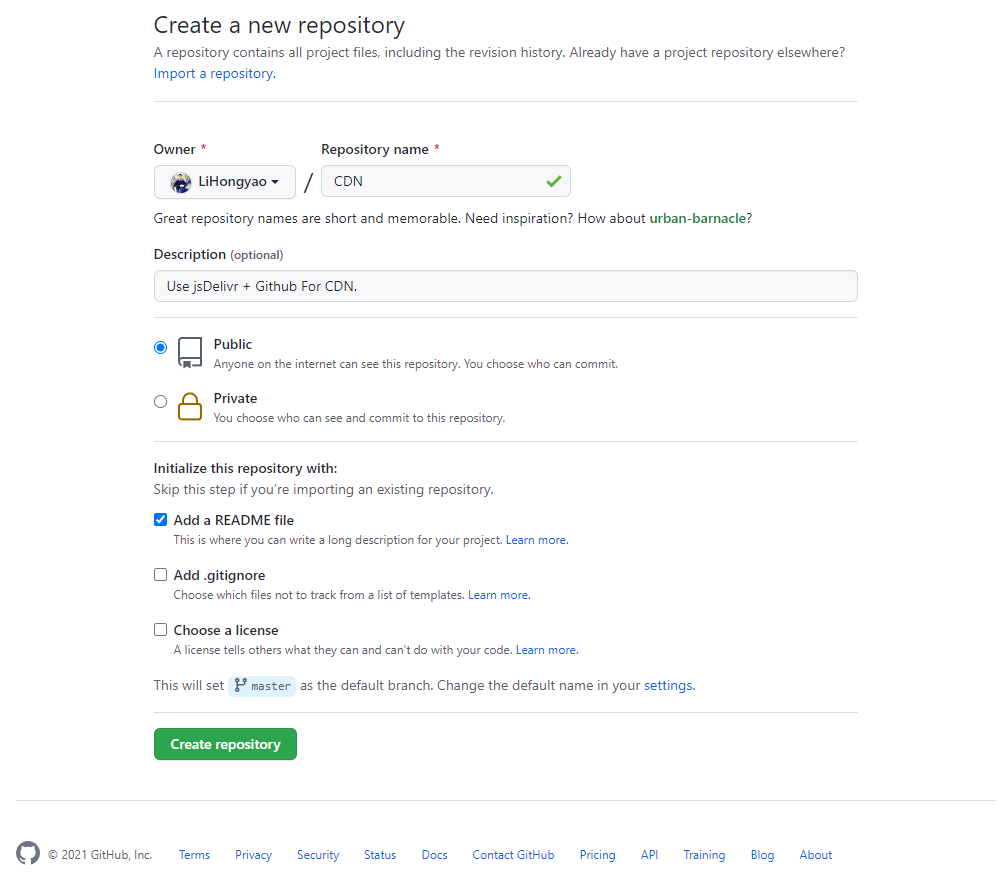 Create a new repository
A repository contains all project files, including the revision history. Already have a project repository elsewhere?
Import a repository.
Owner * Repository name *
LiHongyao / CDN
Great repository names are short and memorable. Need inspiration? How about urban-barnacle?
Description (optional)
Use jsDelivr + Github For CDN.
Public
Anyone on the internet can see this repository. You choose who can commit.
Private
You choose who can see and commit to this repository.
Initialize this repository with:
Skip this step if you're importing an existing repository.
Add a README file
This is where you can write a long description for your project. Learn more.
Add .gitignore
Choose which files not to track from a list of templates. Learn more.
Choose a license
A license tells others what they can and can't do with your code. Learn more.
This will set master as the default branch. Change the default name in your settings.
Create repository
© 2021 GitHub, Inc. Terms Privacy Security Status Docs Contact GitHub Pricing API Training Blog About